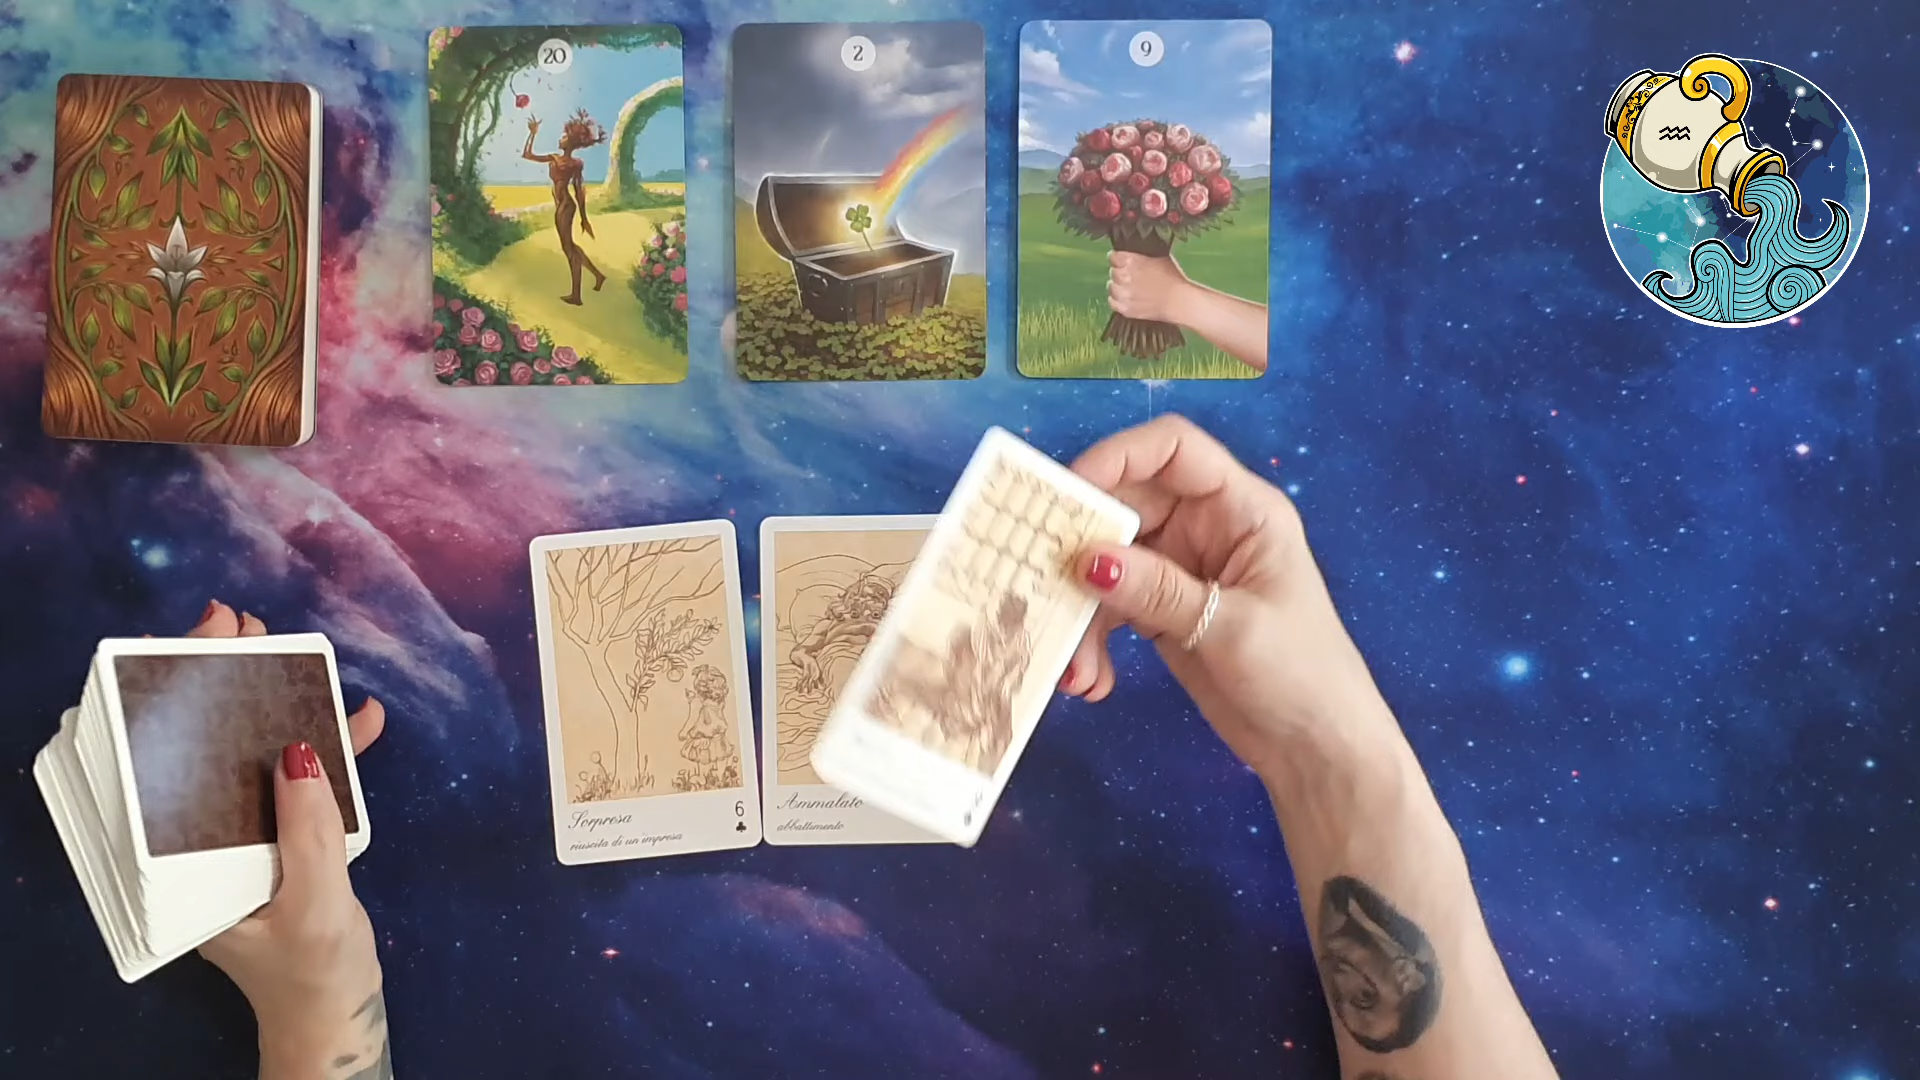 20
2
9
Sorpresa
riuscita di un impresa
6
Ammalato
abbattimento